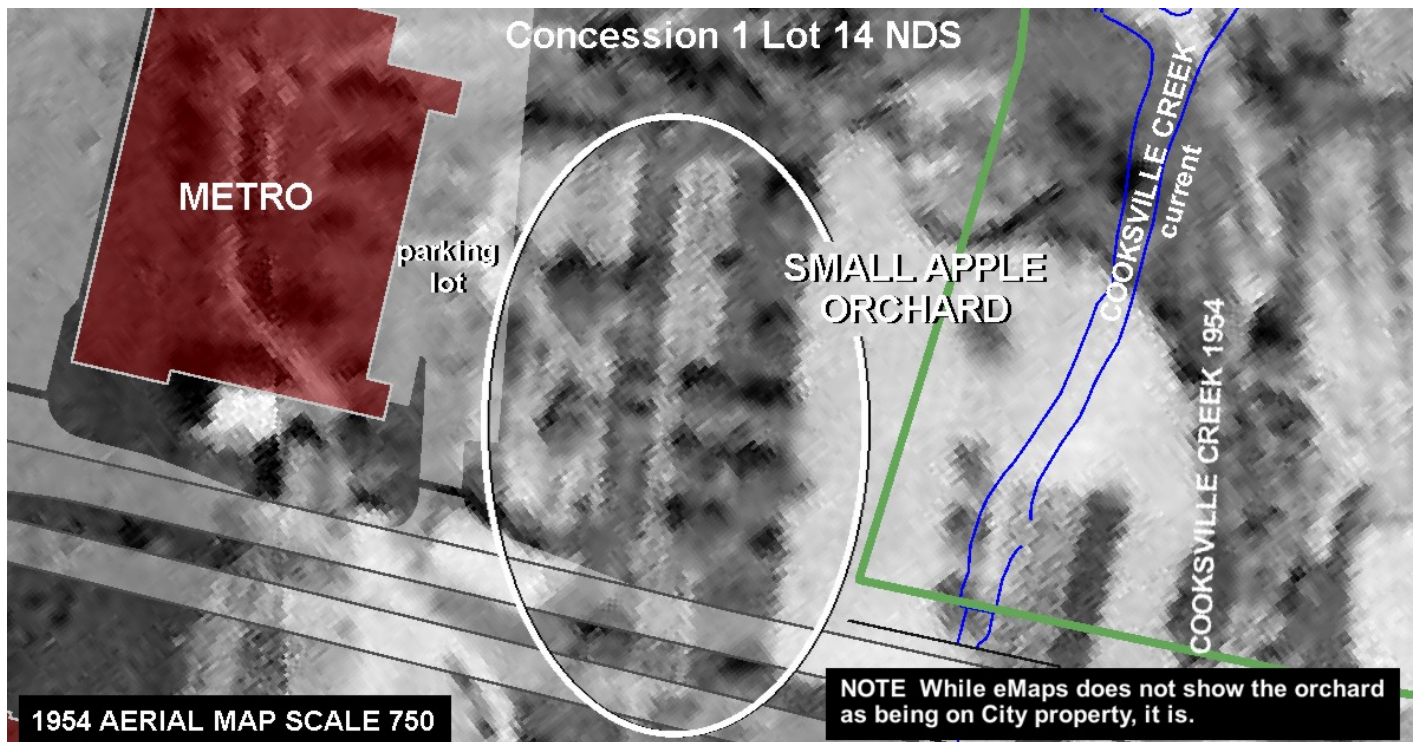 Concession 1 Lot 14 NDS
METRO
parking
lot
SMALL APPLE
ORCHARD
COOKSVILLE CREEK
current
COOKSVILLE CREEK 1954
1954 AERIAL MAP SCALE 750
NOTE While eMaps does not show the orchard
as being on City property, it is.